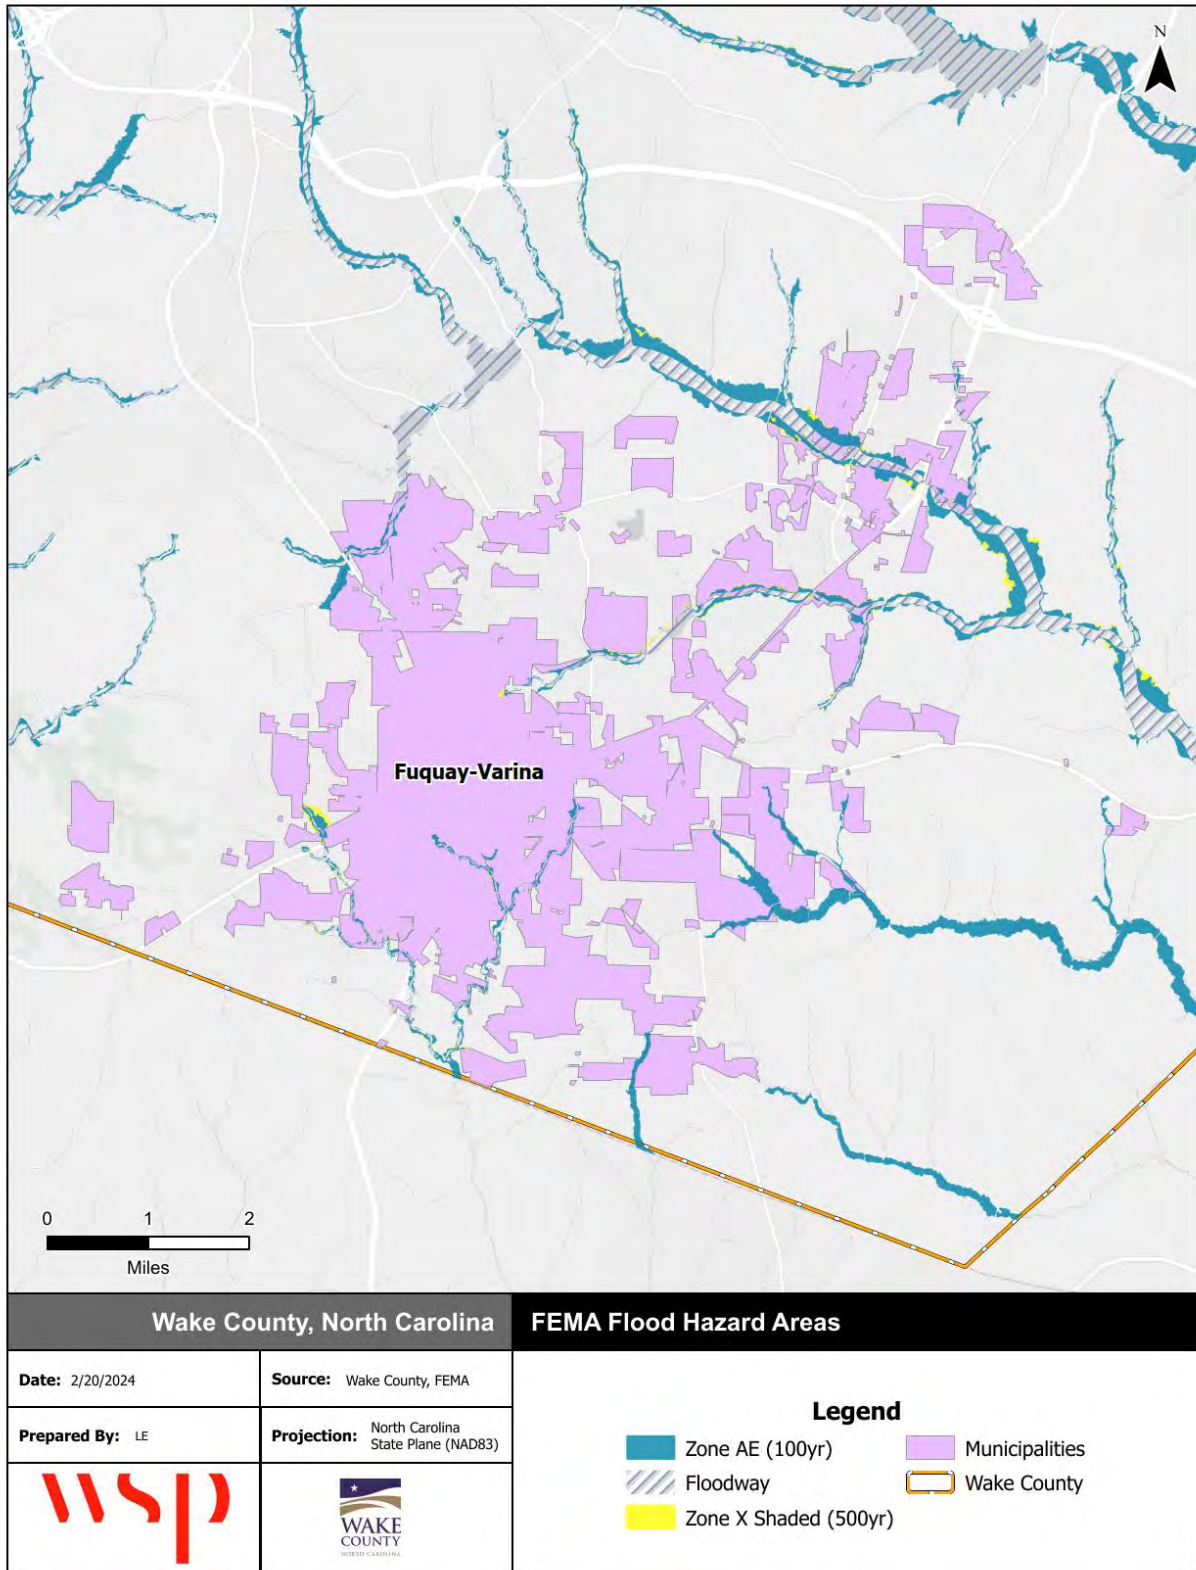 N
Fuquay-Varina
0 1 2
Miles
Wake County, North Carolina
FEMA Flood Hazard Areas
Date: 2/20/2024
Source: Wake County, FEMA
Prepared By: LE
Projection: North Carolina
State Plane (NAD83)
wsp
WAKE
COUNTY
NORTH CAROLINA
Legend
Zone AE (100yr)
Floodway
Zone X Shaded (500yr)
Municipalities
Wake County